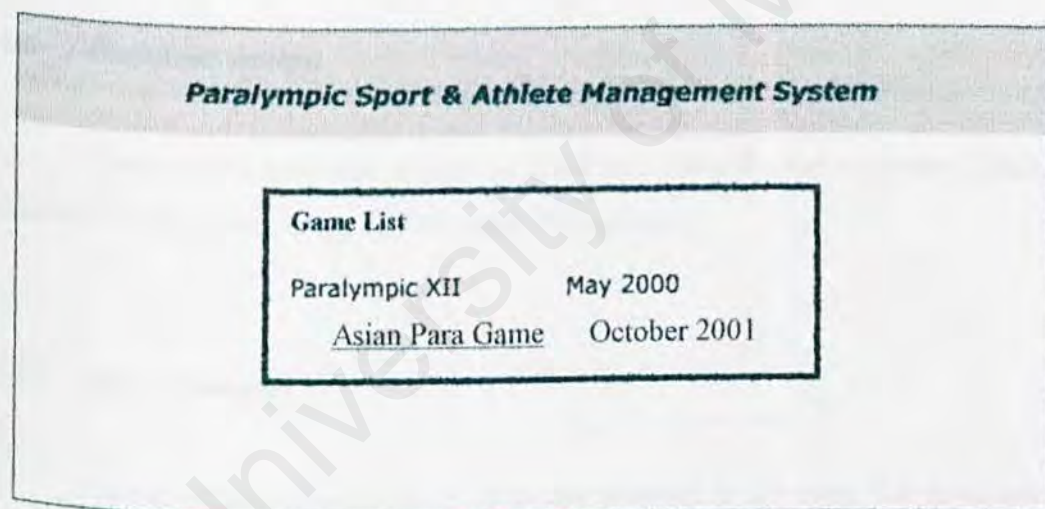 Paralympic Sport & Athlete Management System
Game List
Paralympic XII May 2000
Asian Para Game October 2001